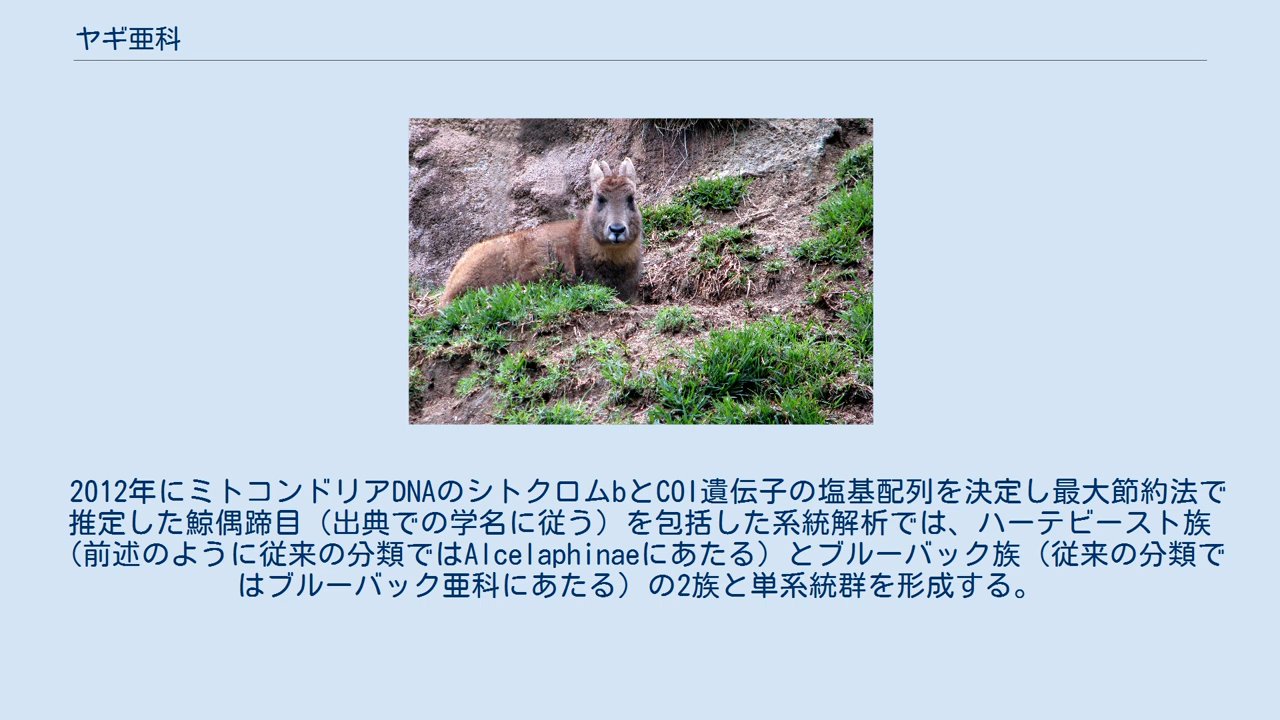 ヤギ亜科
2012年にミトコンドリアDNAのシトクロムbとCOI遺伝子の塩基配列を決定し最大節約法で
推定した鯨偶蹄目（出典での学名に従う）を包括した系統解析では、ハーテビースト族
（前述のように従来の分類ではAlcelaphinaeにあたる）とブルーバック族（従来の分類で
はブルーバック亜科にあたる）の2族と単系統群を形成する。